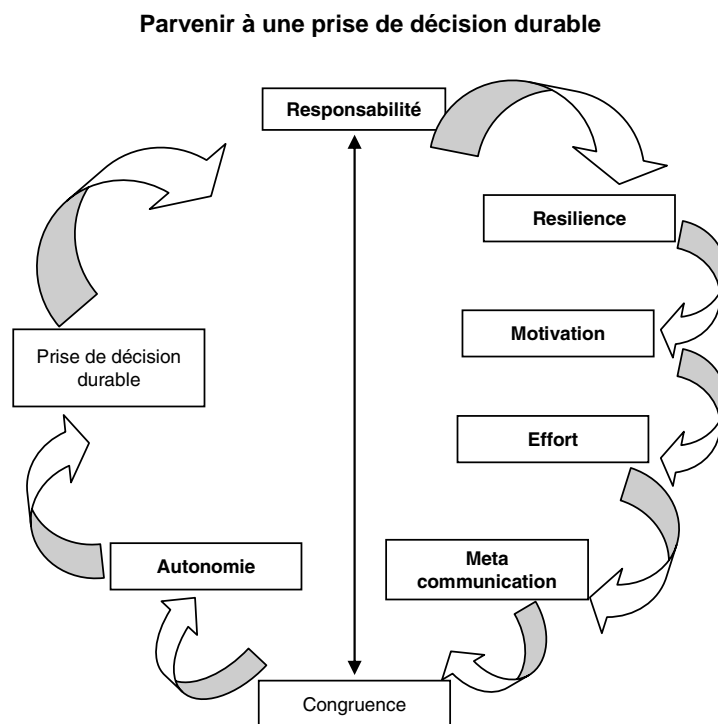 Parvenir à une prise de décision durable
Responsabilité
Resilience
Motivation
Effort
Meta
communication
Congruence
Autonomie
Prise de décision
durable